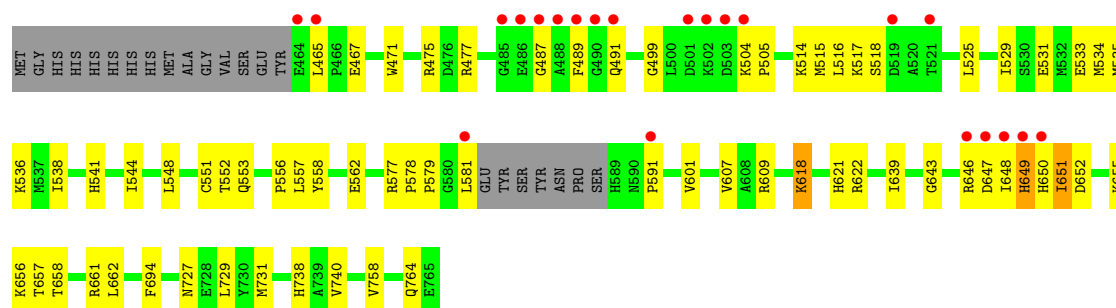 MET GLY HIS HIS HIS HIS HIS HIS MET ALA GLY VAL SER GLU TYR E464 L465 P466 E467 W471 R475 D476 R477 G485 E486 G487 A488 F489 G490 Q491 G499 L500 D501 K502 D503 K504 P505 K514 M515 L516 K517 S518 D519 A520 T521 L525 I529 S530 E531 M532 E533 M534
K536 M537 I538 H541 I544 L548 C551 T552 Q553 P556 L557 Y558 E562 R577 P578 P579 G580 L581 GLU TYR SER TYR ASN PRO SER H589 N590 P591 V601 V607 A608 R609 K618 H621 R622 I639 G643 R646 D647 I648 H649 H650 I651 D652
K656 T657 T658 R661 L662 F694 N727 E728 L729 Y730 M731 H738 A739 V740 V758 Q764 E765